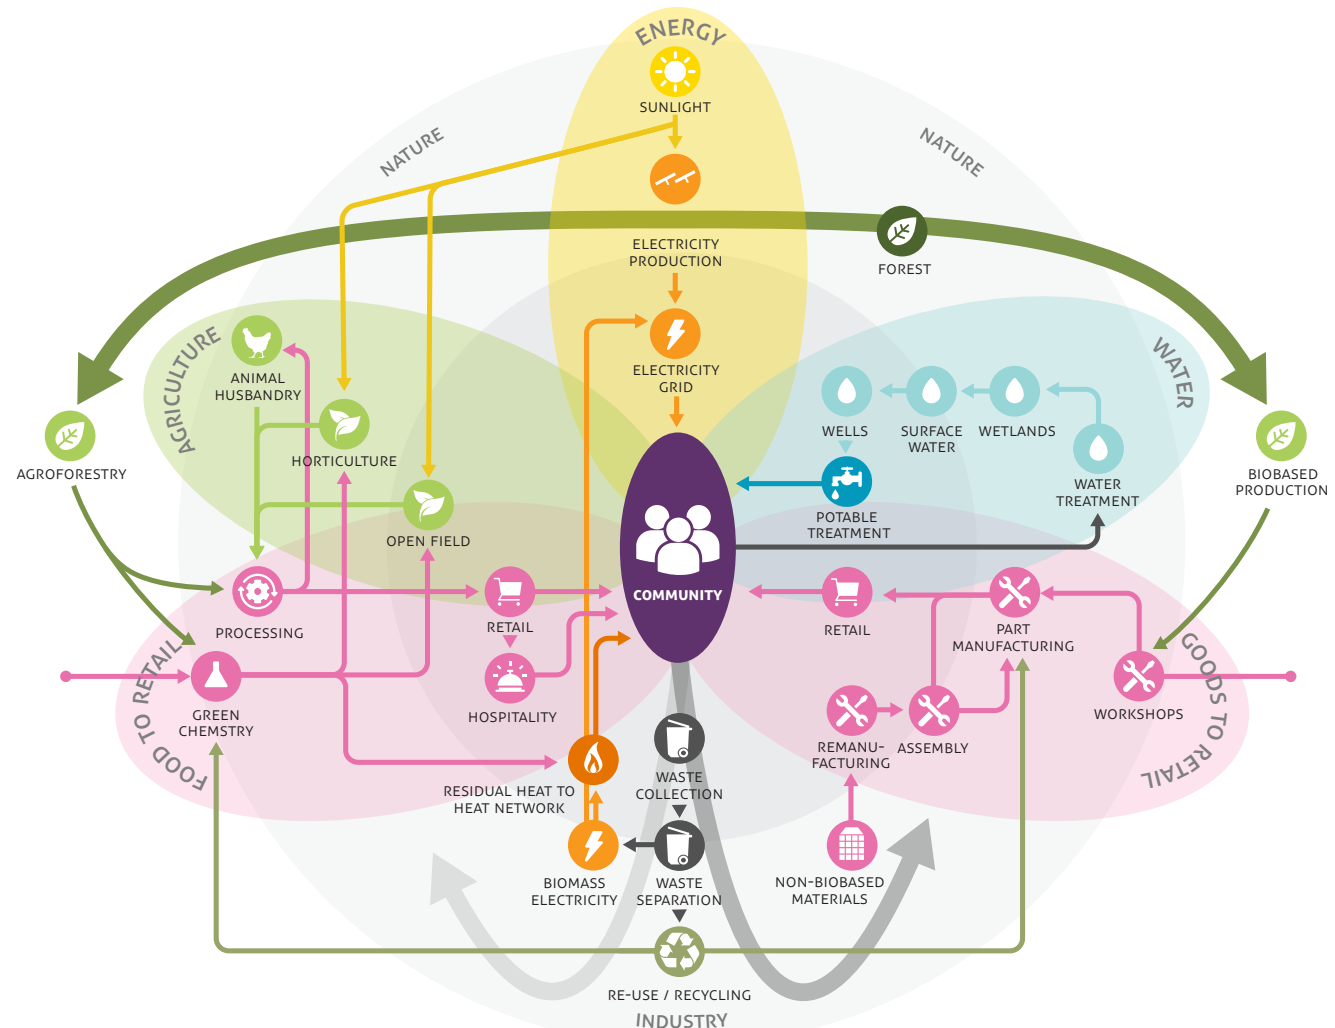 ENERGY
SUNLIGHT
NATURE
NATURE
ELECTRICITY
PRODUCTION
FOREST
ELECTRICITY
GRID
AGRICULTURE
ANIMAL
HUSBANDRY
HORTICULTURE
OPEN FIELD
AGROFORESTRY
WATER
WELLS
SURFACE
WATER
WETLANDS
WATER
TREATMENT
POTABLE
TREATMENT
BIOBASED
PRODUCTION
COMMUNITY
PROCESSING
RETAIL
HOSPITALITY
FOOD TO RETAIL
GREEN
CHEMSTRY
RETAIL
PART
MANUFACTURING
GOODS TO RETAIL
WORKSHOPS
REMANU-
FACTURING
ASSEMBLY
NON-BIOBASED
MATERIALS
RESIDUAL HEAT TO
HEAT NETWORK
WASTE
COLLECTION
BIOMASS
ELECTRICITY
WASTE
SEPARATION
RE-USE / RECYCLING
INDUSTRY